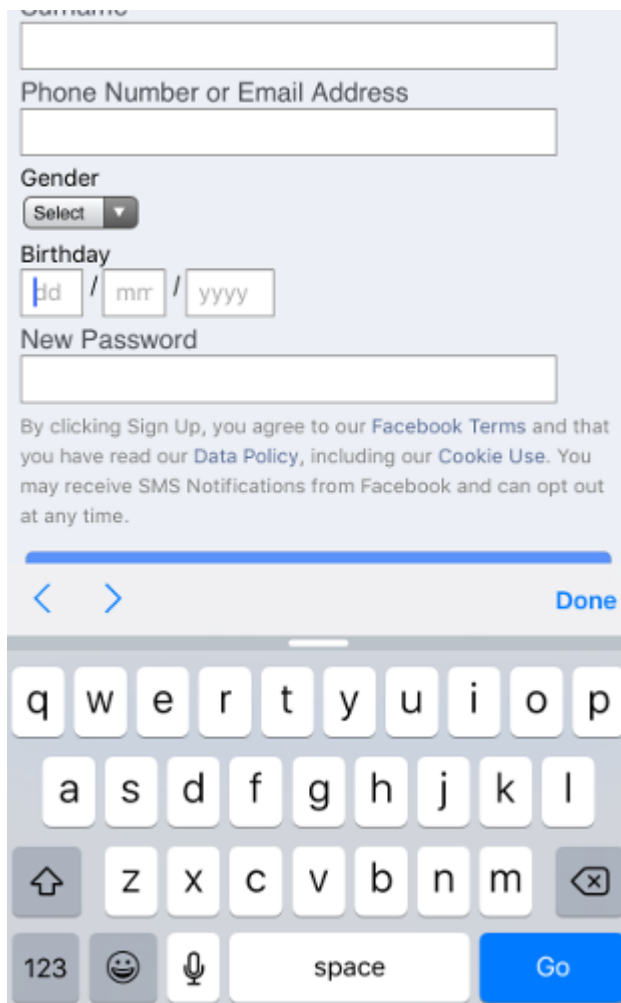 Surname
Phone Number or Email Address
Gender
Select
Birthday
dd / mm / yyyy
New Password
By clicking Sign Up, you agree to our Facebook Terms and that
you have read our Data Policy, including our Cookie Use. You
may receive SMS Notifications from Facebook and can opt out
at any time.
Done
q w e r t y u i o p
a s d f g h j k l
z x c v b n m
123 space Go